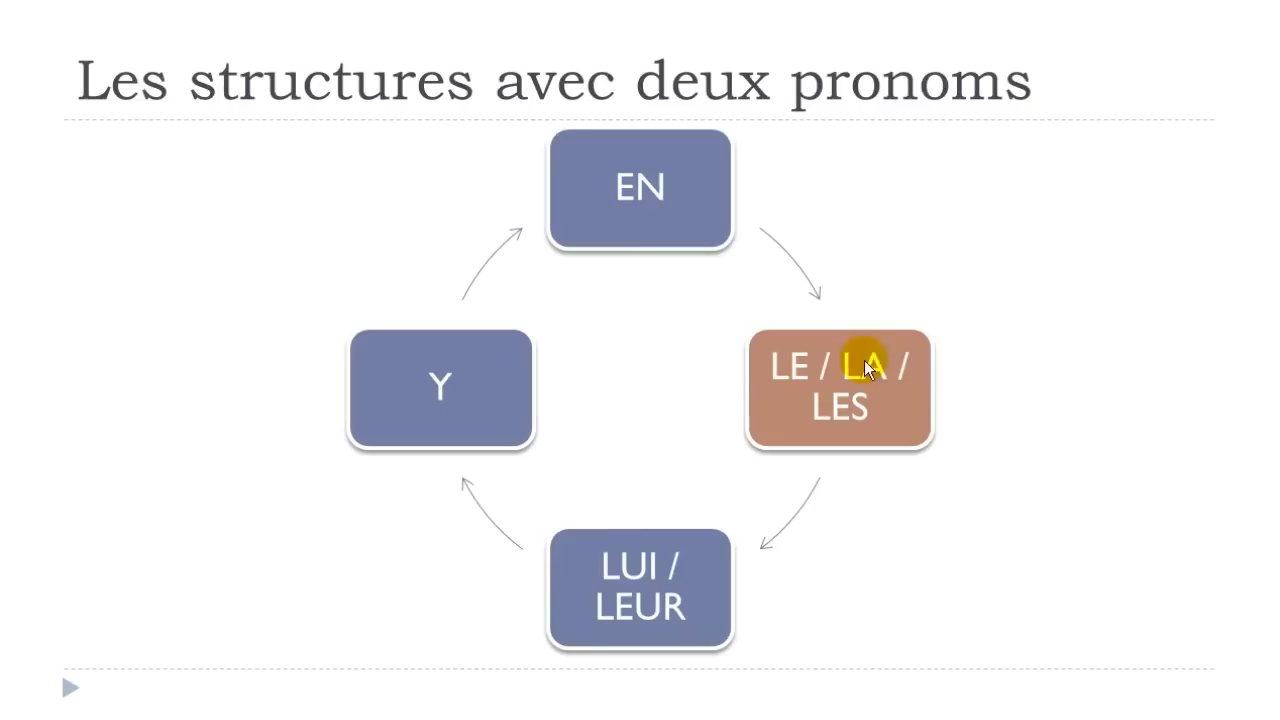 Les structures avec deux pronoms
EN
Y
LE / LA /
LES
LUI /
LEUR